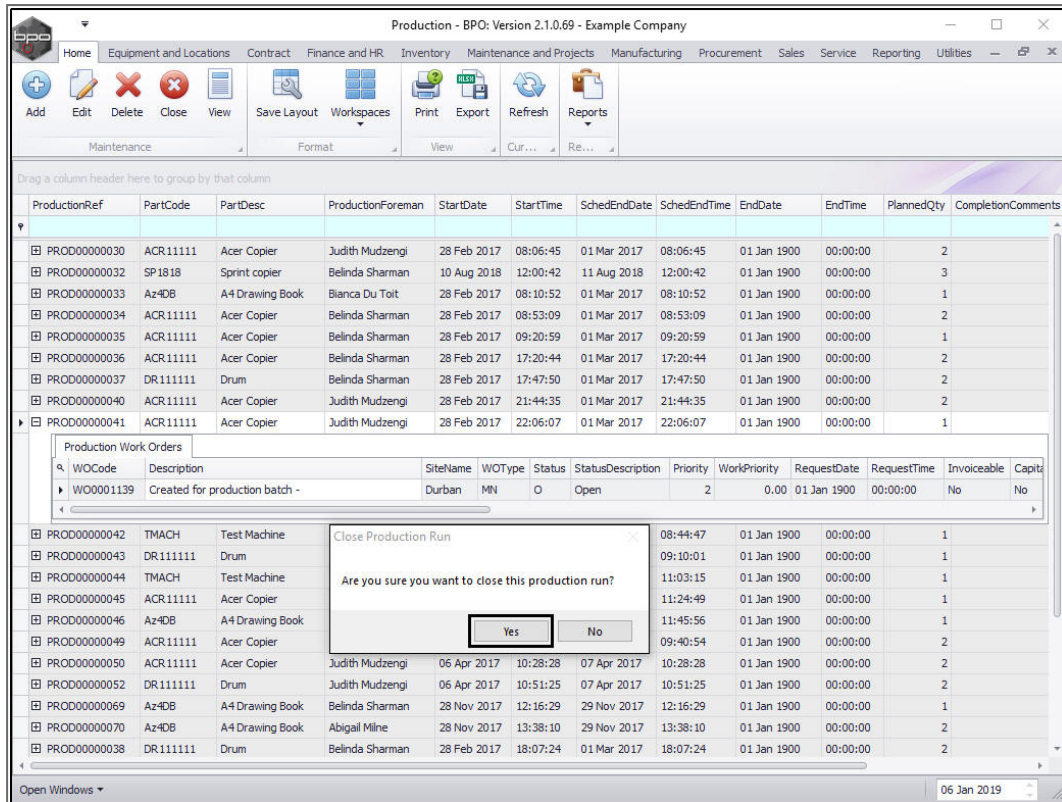 bpo
Production - BPO: Version 2.1.0.69 - Example Company
Home Equipment and Locations Contract Finance and HR Inventory Maintenance and Projects Manufacturing Procurement Sales Service Reporting Utilities
Add Edit Delete Close View Save Layout Workspaces Print Export Refresh Reports
Maintenance Format View Cur... Re...
Drag a column header here to group by that column
ProductionRef PartCode PartDesc ProductionForeman StartDate StartTime SchedEndDate SchedEndTime EndDate EndTime PlannedQty CompletionComments
PROD00000030 ACR11111 Acer Copier Judith Mudzengi 28 Feb 2017 08:06:45 01 Mar 2017 08:06:45 01 Jan 1900 00:00:00 2
PROD00000032 SP1818 Sprint copier Belinda Sharman 10 Aug 2018 12:00:42 11 Aug 2018 12:00:42 01 Jan 1900 00:00:00 3
PROD00000033 Az4DB A4 Drawing Book Bianca Du Toit 28 Feb 2017 08:10:52 01 Mar 2017 08:10:52 01 Jan 1900 00:00:00 1
PROD00000034 ACR11111 Acer Copier Belinda Sharman 28 Feb 2017 08:53:09 01 Mar 2017 08:53:09 01 Jan 1900 00:00:00 2
PROD00000035 ACR11111 Acer Copier Belinda Sharman 28 Feb 2017 09:20:59 01 Mar 2017 09:20:59 01 Jan 1900 00:00:00 1
PROD00000036 ACR11111 Acer Copier Belinda Sharman 28 Feb 2017 17:20:44 01 Mar 2017 17:20:44 01 Jan 1900 00:00:00 2
PROD00000037 DR111111 Drum Belinda Sharman 28 Feb 2017 17:47:50 01 Mar 2017 17:47:50 01 Jan 1900 00:00:00 2
PROD00000040 ACR11111 Acer Copier Judith Mudzengi 28 Feb 2017 21:44:35 01 Mar 2017 21:44:35 01 Jan 1900 00:00:00 2
PROD00000041 ACR11111 Acer Copier Judith Mudzengi 28 Feb 2017 22:06:07 01 Mar 2017 22:06:07 01 Jan 1900 00:00:00 1
Production Work Orders
WOCode Description SiteName WOType Status StatusDescription Priority WorkPriority RequestDate RequestTime Invoiceable Capita
WO0001139 Created for production batch - Durban MN O Open 2 0.00 01 Jan 1900 00:00:00 No No
PROD00000042 TMACH Test Machine 08:44:47 01 Jan 1900 00:00:00 1
PROD00000043 DR111111 Drum 09:10:01 01 Jan 1900 00:00:00 1
PROD00000044 TMACH Test Machine 11:03:15 01 Jan 1900 00:00:00 1
PROD00000045 ACR11111 Acer Copier 11:24:49 01 Jan 1900 00:00:00 1
PROD00000046 Az4DB A4 Drawing Book 11:45:56 01 Jan 1900 00:00:00 1
PROD00000049 ACR11111 Acer Copier 09:40:54 01 Jan 1900 00:00:00 2
Close Production Run
Are you sure you want to close this production run?
Yes No
PROD00000050 ACR11111 Acer Copier Judith Mudzengi 06 Apr 2017 10:28:28 07 Apr 2017 10:28:28 01 Jan 1900 00:00:00 2
PROD00000052 DR111111 Drum Judith Mudzengi 06 Apr 2017 10:51:25 07 Apr 2017 10:51:25 01 Jan 1900 00:00:00 2
PROD00000069 Az4DB A4 Drawing Book Belinda Sharman 28 Nov 2017 12:16:29 29 Nov 2017 12:16:29 01 Jan 1900 00:00:00 1
PROD00000070 Az4DB A4 Drawing Book Abigail Milne 28 Nov 2017 13:38:10 29 Nov 2017 13:38:10 01 Jan 1900 00:00:00 2
PROD00000038 DR111111 Drum Belinda Sharman 28 Feb 2017 18:07:24 01 Mar 2017 18:07:24 01 Jan 1900 00:00:00 2
Open Windows 06 Jan 2019